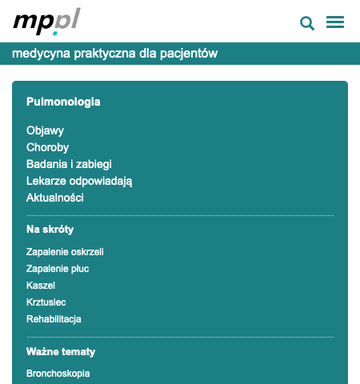 mp.pl
medycyna praktyczna dla pacjentów
Pulmonologia
Objawy
Choroby
Badania i zabiegi
Lekarze odpowiadają
Aktualności
Na skróty
Zapalenie oskrzeli
Zapalenie płuc
Kaszel
Krztusiec
Rehabilitacja
Ważne tematy
Bronchoskopia